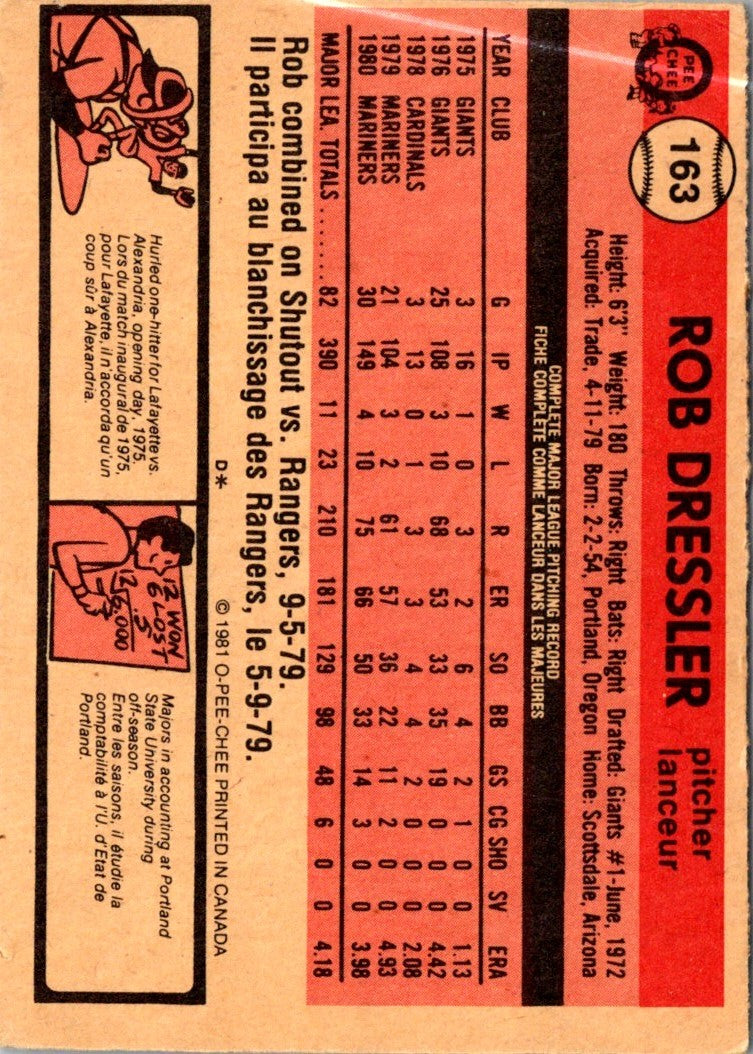 O
PEE
CHEE
163
ROB DRESSLER pitcher
lanceur
Height: 6'3" Weight: 180 Throws: Right Bats: Right Drafted: Giants #1-June, 1972
Acquired: Trade, 4-11-79 Born: 2-2-54, Portland, Oregon Home: Scottsdale, Arizona
COMPLETE MAJOR LEAGUE PITCHING RECORD
FICHE COMPLETE COMME LANCEUR DANS LES MAJEURES
YEAR CLUB G IP W L R ER SO BB GS CG SHO SV ERA
1975 GIANTS 3 16 1 0 3 2 6 4 2 1 0 0 1.13
1976 GIANTS 25 108 3 10 68 53 33 35 19 0 0 0 4.42
1978 CARDINALS 3 13 0 1 3 3 4 4 2 0 0 0 2.08
1979 MARINERS 21 104 3 2 61 57 36 22 11 2 0 0 4.93
1980 MARINERS 30 149 4 10 75 66 50 33 14 3 0 0 3.98
MAJOR LEA. TOTALS ........ 82 390 11 23 210 181 129 98 48 6 0 0 4.18
Rob combined on Shutout vs. Rangers, 9-5-79.
Il participa au blanchissage des Rangers, le 5-9-79.
D* © 1981 O-PEE-CHEE PRINTED IN CANADA
Hurled one-hitter for Lafayette vs.
Alexandria, opening day, 1975.
Lors du match inaugural de 1975,
pour Lafayette, il n'accorda qu'un
coup sûr à Alexandria.
12 WON
6 LOST
.5
12 6,000
Majors in accounting at Portland
State University during
off-season.
Entre les saisons, il étudie la
comptabilité à l'U. d'Etat de
Portland.